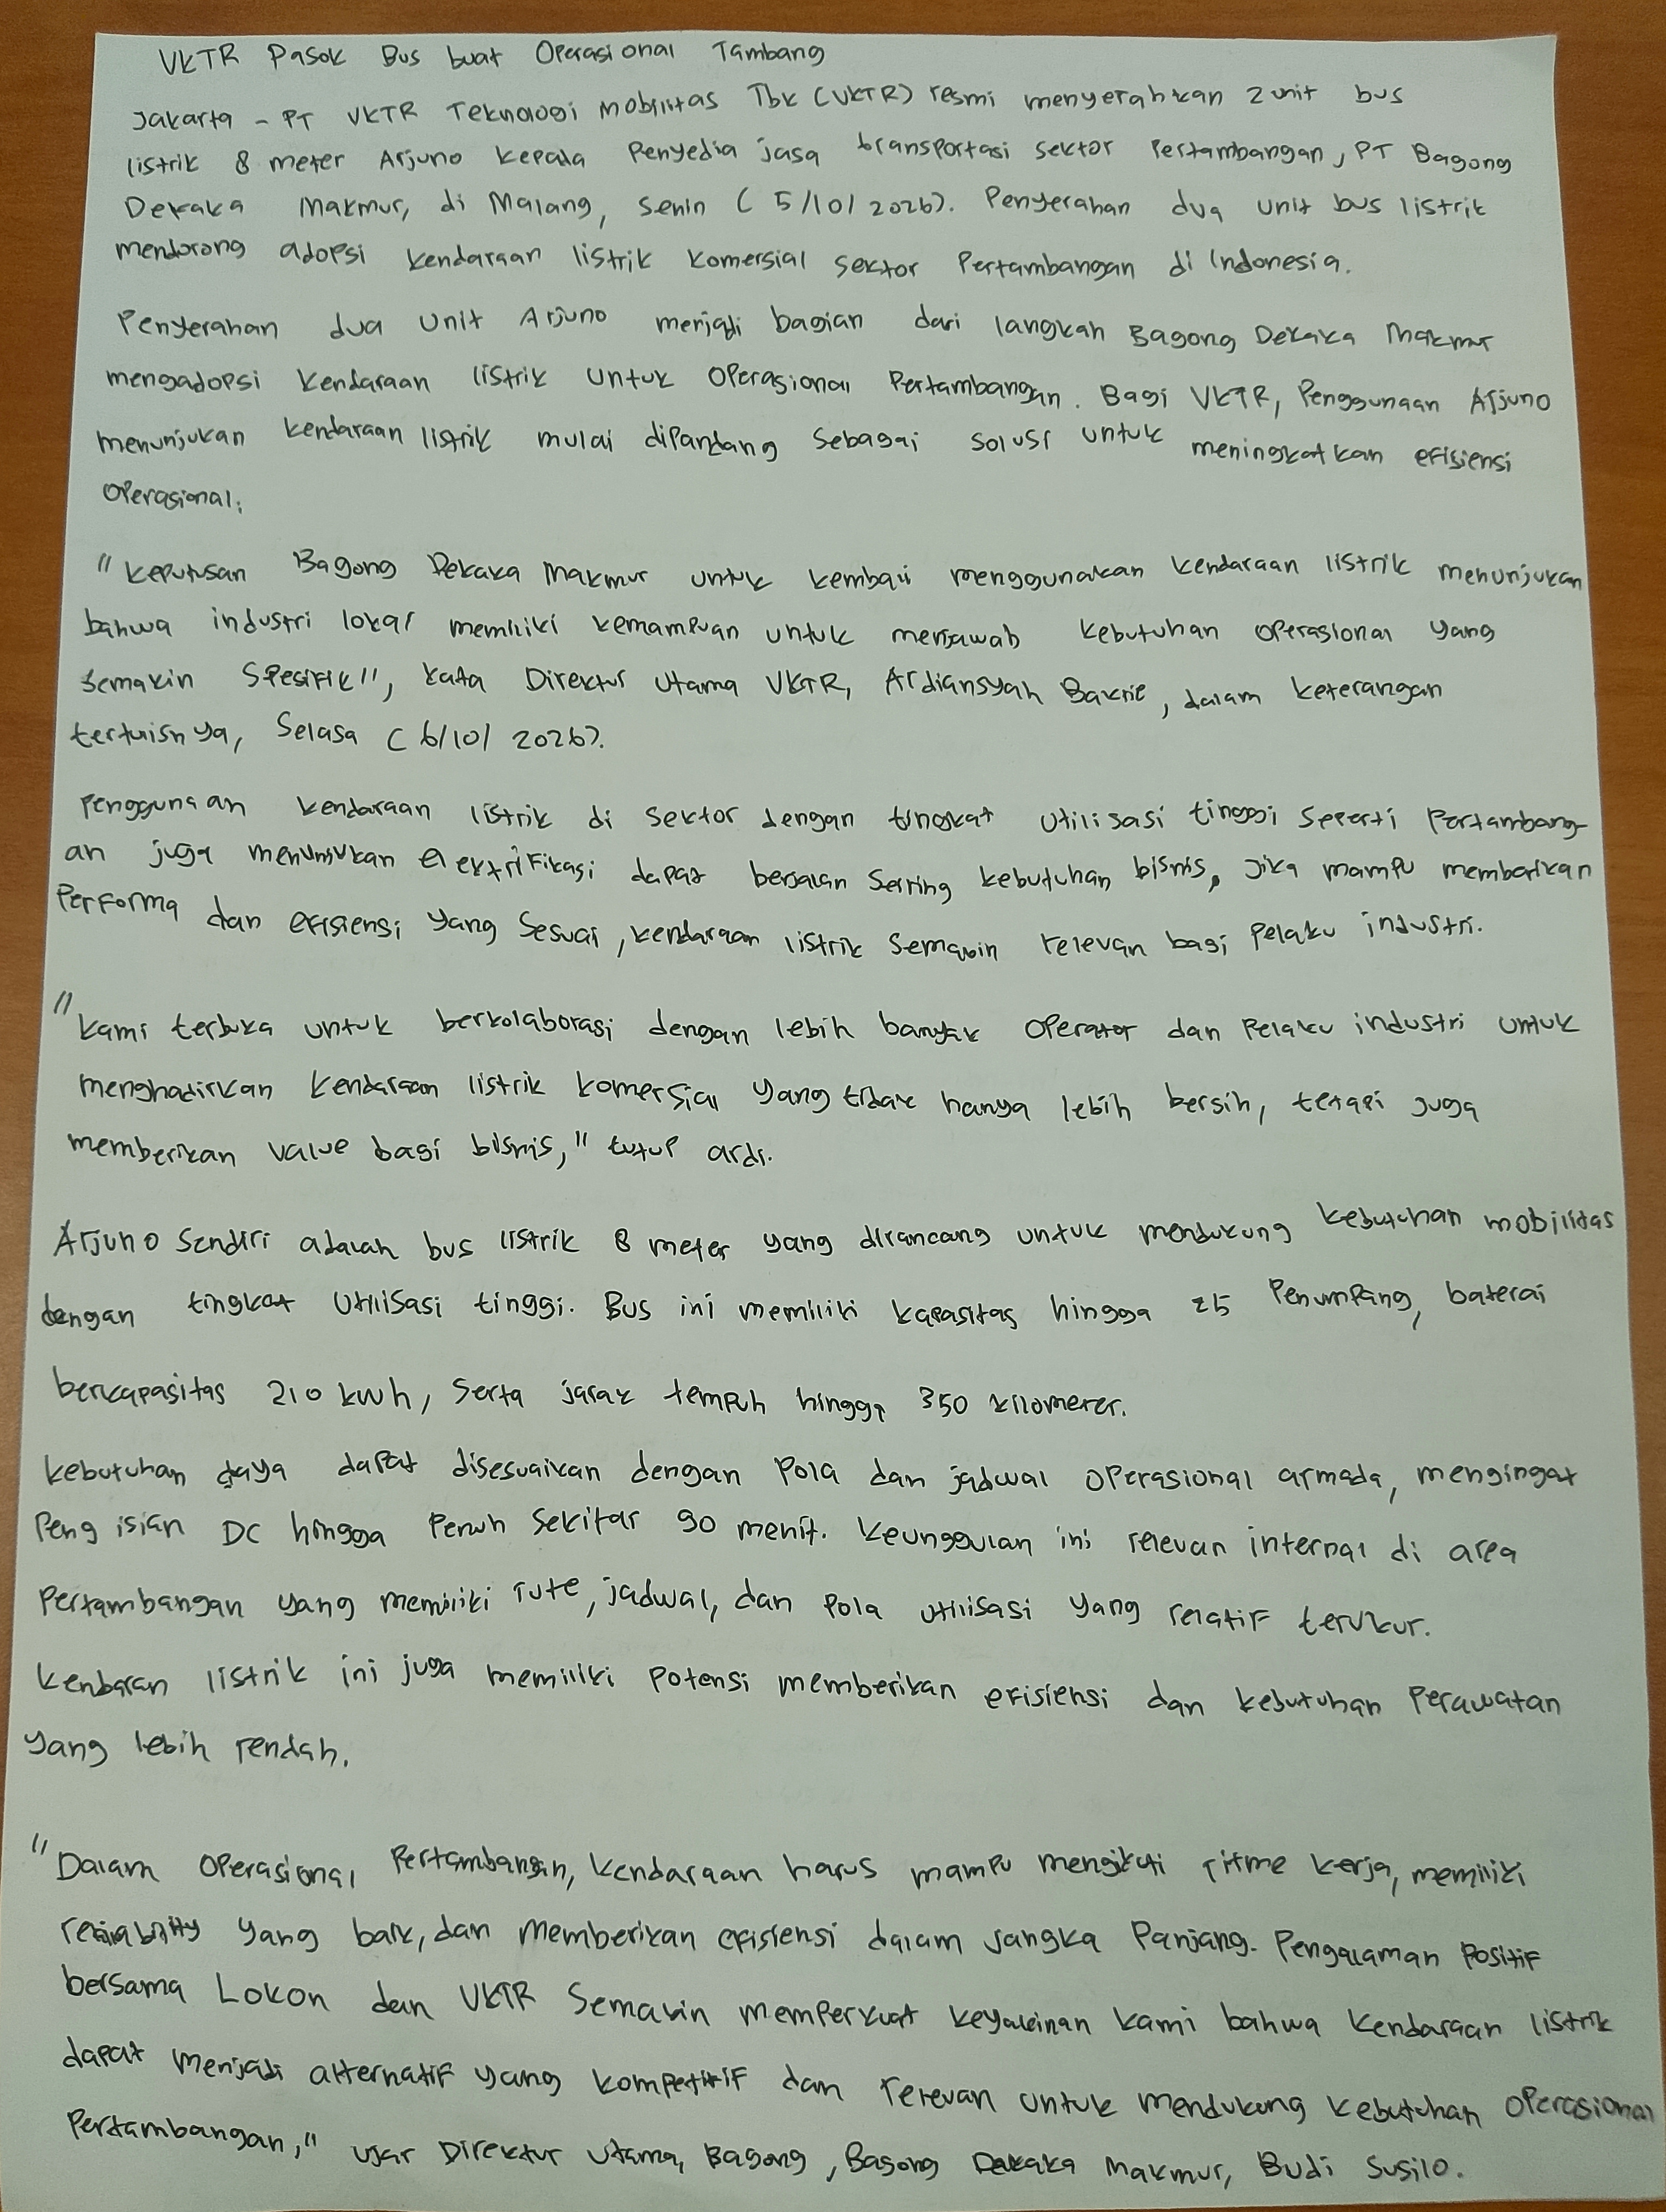 VKTR Pasok Bus buat Operasional Tambang
Jakarta - PT VKTR Teknologi Mobilitas Tbk (VKTR) resmi menyerahkan 2 unit bus
listrik 8 meter Arjuno kepala Penyedia jasa transportasi sektor Pertambangan, PT Bagong
Dekaka Makmur, di Malang, Senin (5/10/2026). Penyerahan dua unit bus listrik
mendorong adopsi kendaraan listrik komersial sektor Pertambangan di Indonesia.
Penyerahan dua Unit Arjuno menjadi bagian dari langkah Bagong Dekaka Makmur
mengadopsi kendaraan listrik untuk Operasional Pertambangan. Bagi VKTR, Penggunaan Arjuno
menunjukan kendaraan listrik mulai dipandang sebagai solusi untuk meningkatkan efisiensi
Operasional.
"Keputusan Bagong Dekaka Makmur untuk kembali menggunakan kendaraan listrik menunjukan
bahwa industri lokal memiliki kemampuan untuk menjawab kebutuhan operasional yang
semakin spesifik", kata Direktur Utama VKTR, Ardiansyah Bakrie, dalam keterangan
tertulisnya, Selasa (6/10/2026).
Penggunaan kendaraan listrik di sektor dengan tingkat utilisasi tinggi seperti Pertambang-
an juga menunjukan elektrifikasi dapat berjalan seiring kebutuhan bisnis, Jika mampu memberikan
Performa dan efisiensi yang sesuai, kendaraan listrik semakin relevan bagi pelaku industri.
"Kami terbuka untuk berkolaborasi dengan lebih banyak operator dan Pelaku industri untuk
menghadirkan kendaraan listrik komersial yang tidak hanya lebih bersih, tetapi juga
memberikan value bagi bisnis," tutup ardi.
Arjuno Sendiri adalah bus listrik 8 meter yang dirancang untuk mendukung kebutuhan mobilitas
dengan tingkat utilisasi tinggi. Bus ini memiliki kapasitas hingga 25 Penumpang, baterai
berkapasitas 210 kwh, serta jarak tempuh hingga 350 kilometer.
Kebutuhan daya dapat disesuaikan dengan Pola dan jadwal operasional armada, mengingat
Pengisian DC hingga Penuh sekitar 90 menit. Keunggulan ini relevan internal di area
Pertambangan yang memiliki rute, jadwal, dan Pola utilisasi yang relatif terukur.
Kendaraan listrik ini juga memiliki Potensi memberikan efisiensi dan kebutuhan Perawatan
yang lebih rendah.
"Dalam Operasional Pertambangan, kendaraan harus mampu mengikuti ritme kerja, memiliki
reliability yang baik, dan memberikan efisiensi dalam Jangka Panjang. Pengalaman Positif
bersama Lokon dan VKTR semakin memperkuat keyakinan kami bahwa kendaraan listrik
dapat menjadi alternatif yang kompetitif dan relevan untuk mendukung kebutuhan operasional
Pertambangan," ujar Direktur Utama, Bagong, Bagong Dekaka Makmur, Budi Susilo.